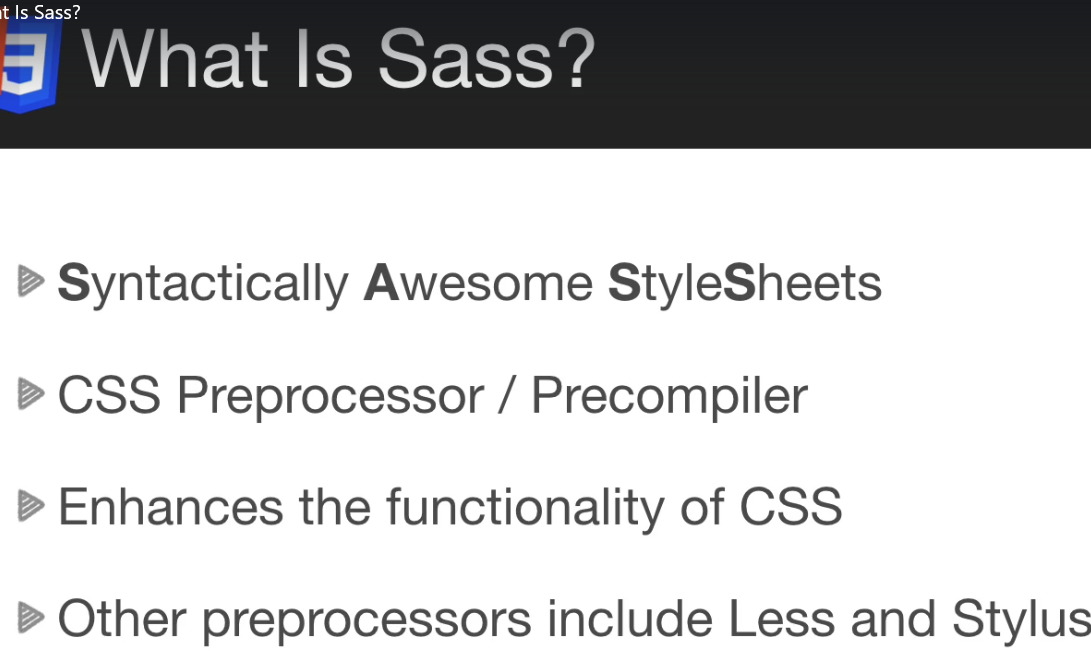 t Is Sass?
What Is Sass?
Syntactically Awesome StyleSheets
CSS Preprocessor / Precompiler
Enhances the functionality of CSS
Other preprocessors include Less and Stylus